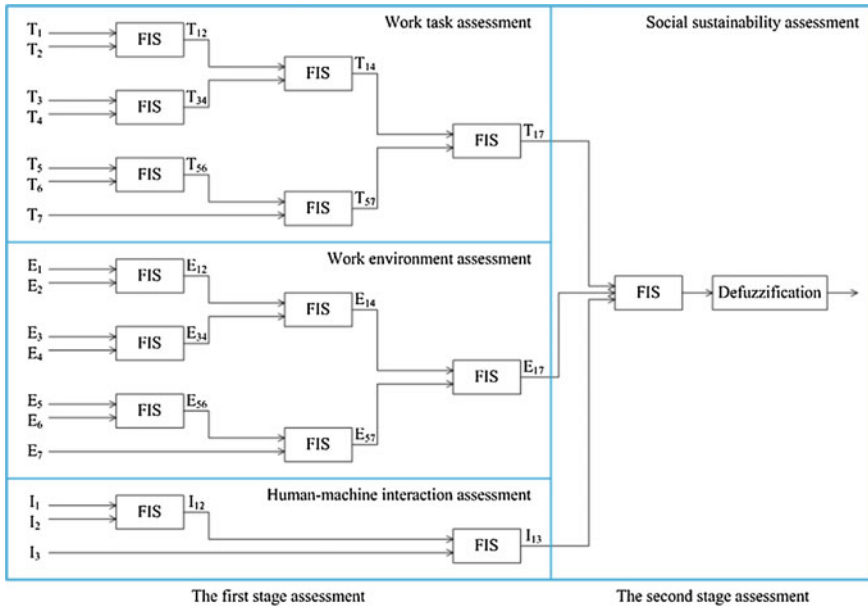 Work task assessment
Social sustainability assessment
T₁
T₂
FIS
T₁₂
T₃
T₄
FIS
T₃₄
FIS
T₁₄
T₅
T₆
FIS
T₅₆
T₇
FIS
T₅₇
FIS
T₁₇
Work environment assessment
E₁
E₂
FIS
E₁₂
E₃
E₄
FIS
E₃₄
FIS
E₁₄
E₅
E₆
FIS
E₅₆
E₇
FIS
E₅₇
FIS
E₁₇
Human-machine interaction assessment
I₁
I₂
FIS
I₁₂
I₃
FIS
I₁₃
FIS
Defuzzification
The first stage assessment
The second stage assessment